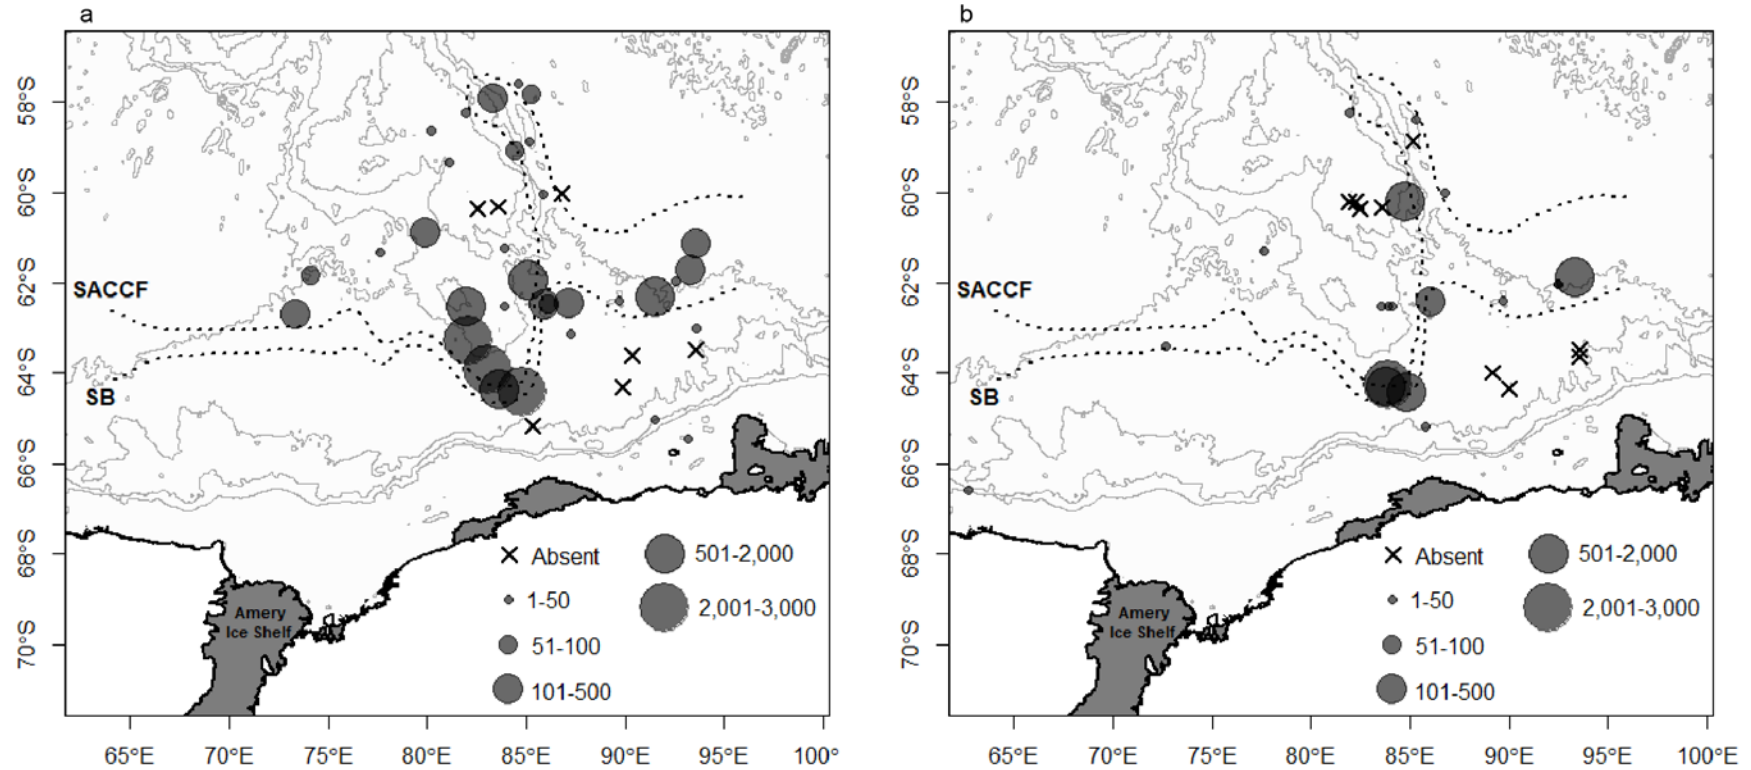 a
58°S
60°S
62°S
64°S
66°S
68°S
70°S
SACCF
SB
Amery
Ice Shelf
Absent
1-50
51-100
101-500
501-2,000
2,001-3,000
65°E
70°E
75°E
80°E
85°E
90°E
95°E
100°
b
58°S
60°S
62°S
64°S
66°S
68°S
70°S
SACCF
SB
Amery
Ice Shelf
Absent
1-50
51-100
101-500
501-2,000
2,001-3,000
65°E
70°E
75°E
80°E
85°E
90°E
95°E
100°E